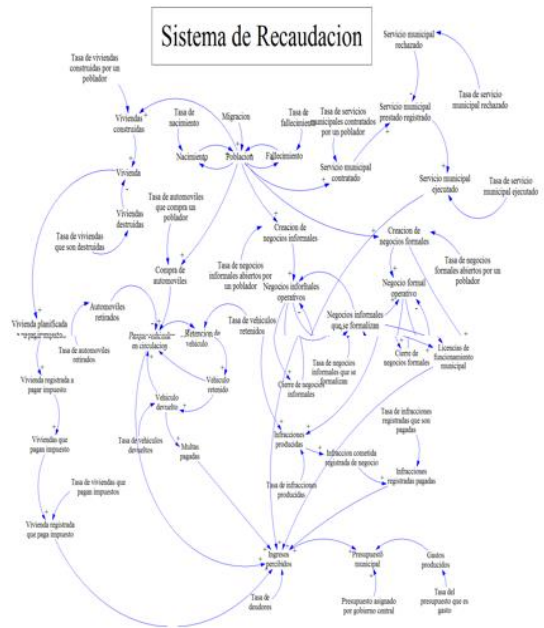 Sistema de Recaudacion
Servicio municipal
rechazado
Tasa de viviendas
construidas por un
poblador
Tasa de servicio
municipal rechazado
Viviendas
construidas
Tasa de
nacimiento
Migracion
Tasa de
fallecimiento
Tasa de servicios
municipales contratados
por un poblador
Servicio municipal
prestado registrado
Nacimiento
Poblacion
Fallecimiento
Servicio municipal
contratado
Vivienda
Servicio municipal
ejecutado
Tasa de servicio
municipal ejecutado
Tasa de automoviles
que compra un
poblador
Viviendas
destruidas
Tasa de viviendas
que son destruidas
Creacion de
negocios informales
Creacion de
negocios formales
Compra de
automoviles
Tasa de negocios
informales abiertos por
un poblador
Tasa de negocios
formales abiertos por un
poblador
Negocios informales
operativos
Negocio formal
operativo
Automoviles
retirados
Vivienda planificada
Parque vehicular
en circulacion
Retencion de
vehiculo
Tasa de vehiculos
retenidos
Negocios informales
que se formalizan
Tasa de automoviles
retirados
Cierre de
negocios formales
Licencias de
funcionamiento
municipal
Tasa de negocios
informales que se
formalizan
Vivienda registrada a
pagar impuesto
Vehiculo
retenido
Cierre de negocios
informales
Vehiculo
devuelto
Tasa de infracciones
registradas que son
pagadas
Viviendas que
pagan impuesto
Tasa de vehiculos
devueltos
Multas
pagadas
Infracciones
producidas
Infraccion cometida
registrada de negocio
Infracciones
registradas pagadas
Tasa de viviendas que
pagan impuestos
Tasa de infracciones
producidas
Vivienda registrada
que paga impuesto
Ingresos
percibidos
Presupuesto
municipal
Gastos
producidos
Tasa de
deudores
Presupuesto asignado
por gobierno central
Tasa del
presupuesto que es
gasto